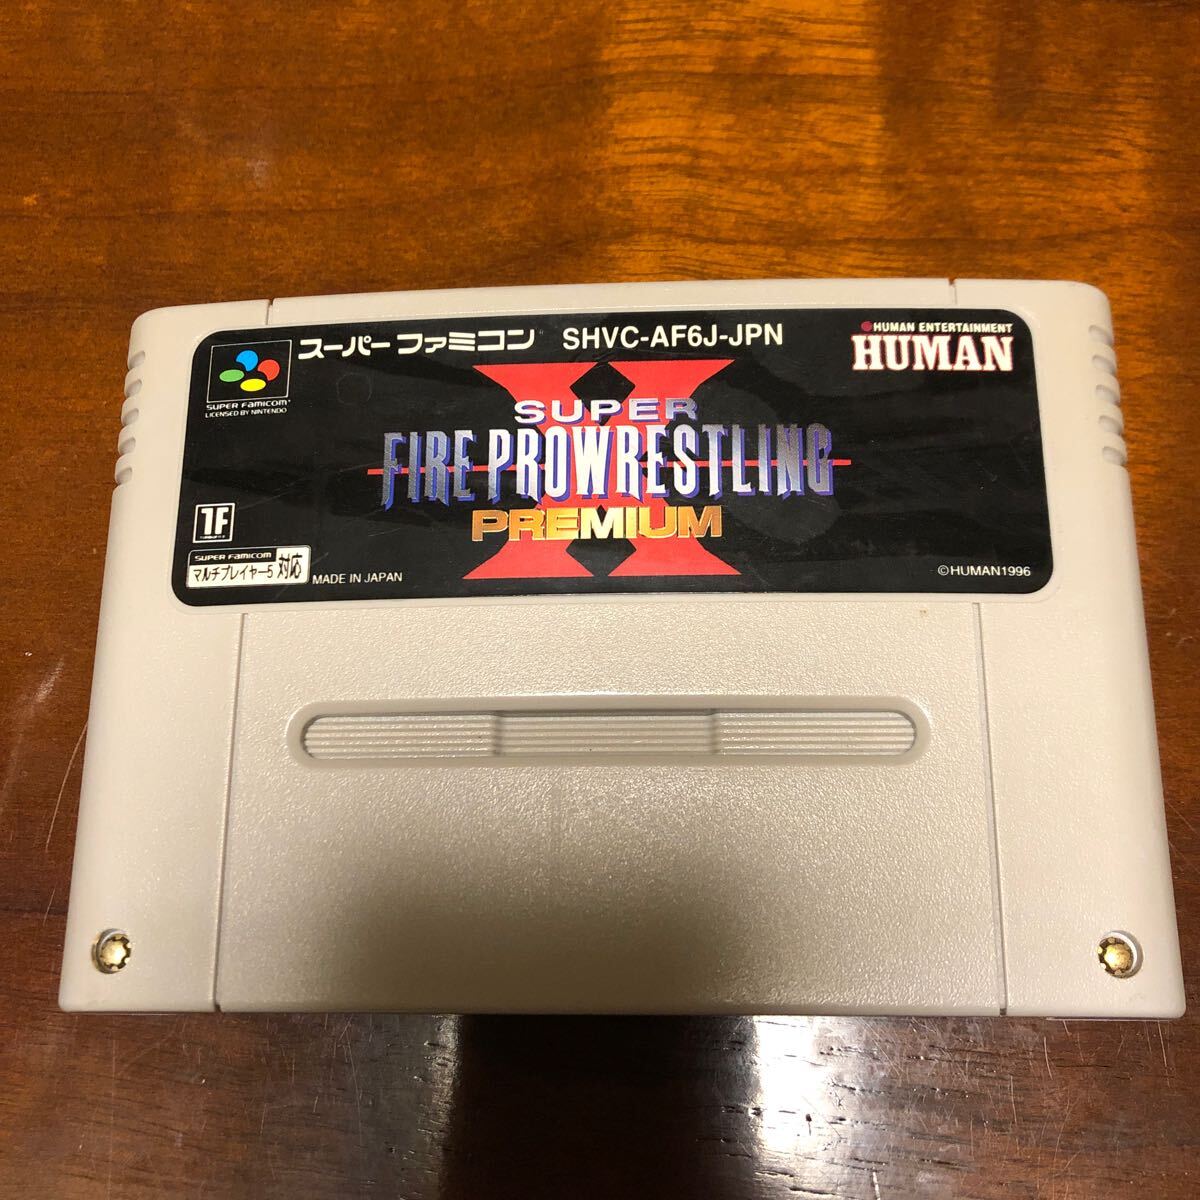 スーパーファミコン SHVC-AF6J-JPN
HUMAN ENTERTAINMENT
HUMAN
SUPER FAMICOM
LICENSED BY NINTENDO
X
SUPER
FIRE PROWRESTLING
PREMIUM
1F
SUPER FAMICOM
マルチプレイヤー5 対応
MADE IN JAPAN
©HUMAN1996